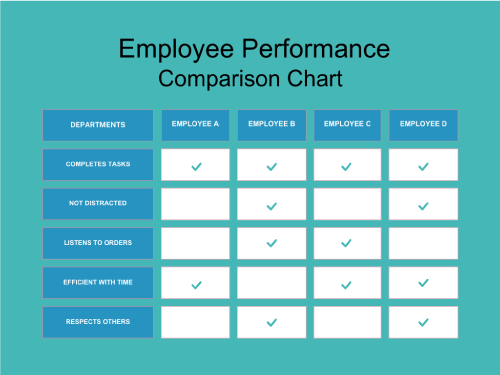 Employee Performance
Comparison Chart
DEPARTMENTS EMPLOYEE A EMPLOYEE B EMPLOYEE C EMPLOYEE D
COMPLETES TASKS
NOT DISTRACTED
LISTENS TO ORDERS
EFFICIENT WITH TIME
RESPECTS OTHERS